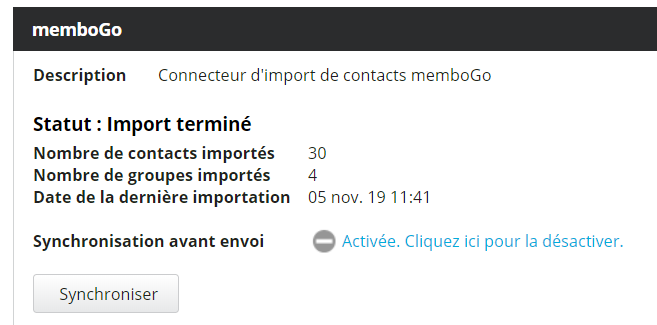 memboGo
Description Connecteur d'import de contacts memboGo
Statut : Import terminé
Nombre de contacts importés 30
Nombre de groupes importés 4
Date de la dernière importation 05 nov. 19 11:41
Synchronisation avant envoi Activée. Cliquez ici pour la désactiver.
Synchroniser